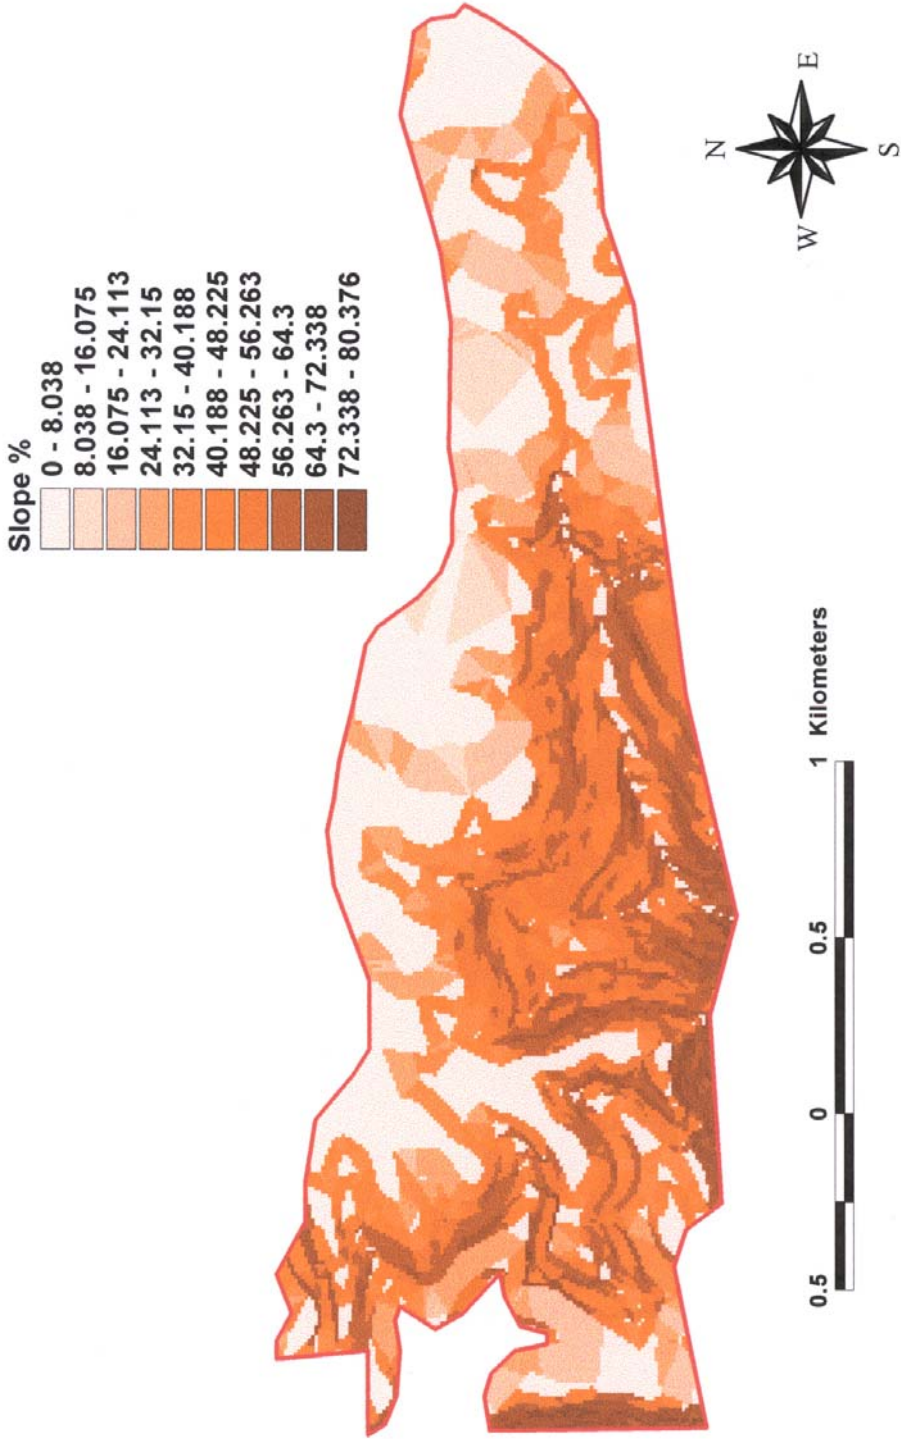 Slope %
0 - 8.038
8.038 - 16.075
16.075 - 24.113
24.113 - 32.15
32.15 - 40.188
40.188 - 48.225
48.225 - 56.263
56.263 - 64.3
64.3 - 72.338
72.338 - 80.376
N
W E
S
0.5 0 0.5 1 Kilometers